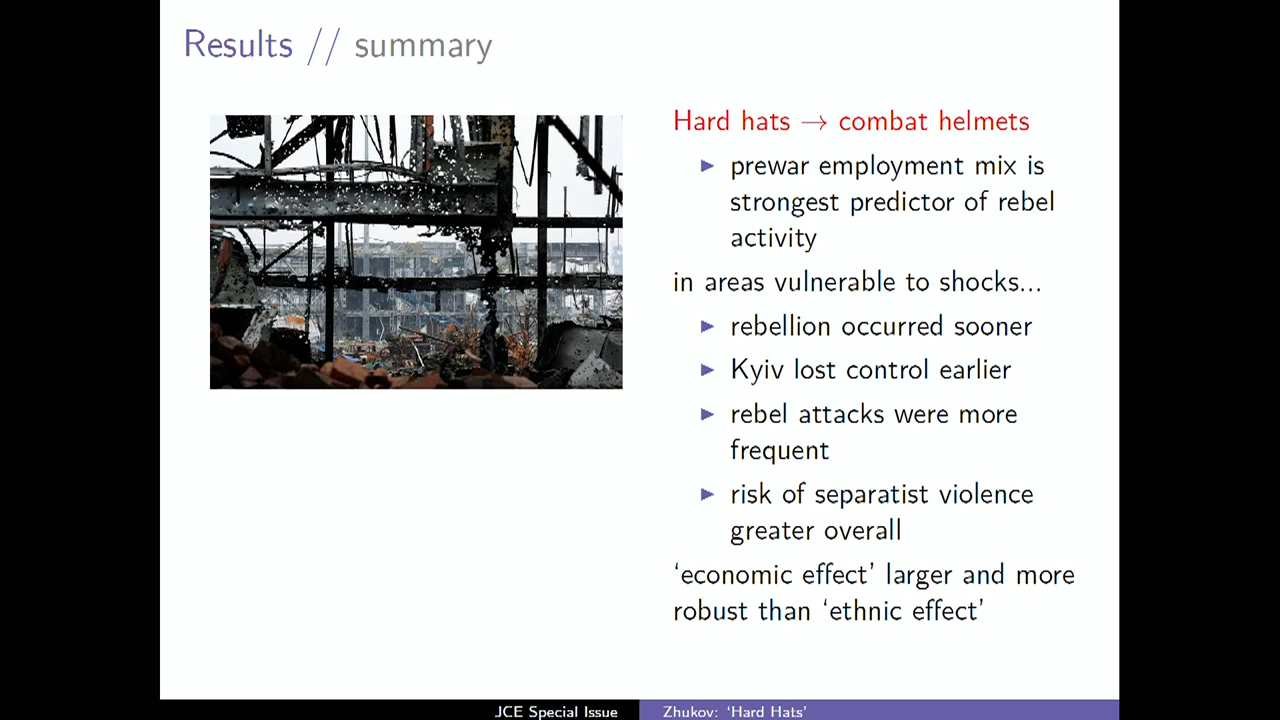 Results // summary
Hard hats → combat helmets
▶ prewar employment mix is
strongest predictor of rebel
activity
in areas vulnerable to shocks...
▶ rebellion occurred sooner
▶ Kyiv lost control earlier
▶ rebel attacks were more
frequent
▶ risk of separatist violence
greater overall
‘economic effect’ larger and more
robust than ‘ethnic effect’
JCE Special Issue
Zhukov: ‘Hard Hats’